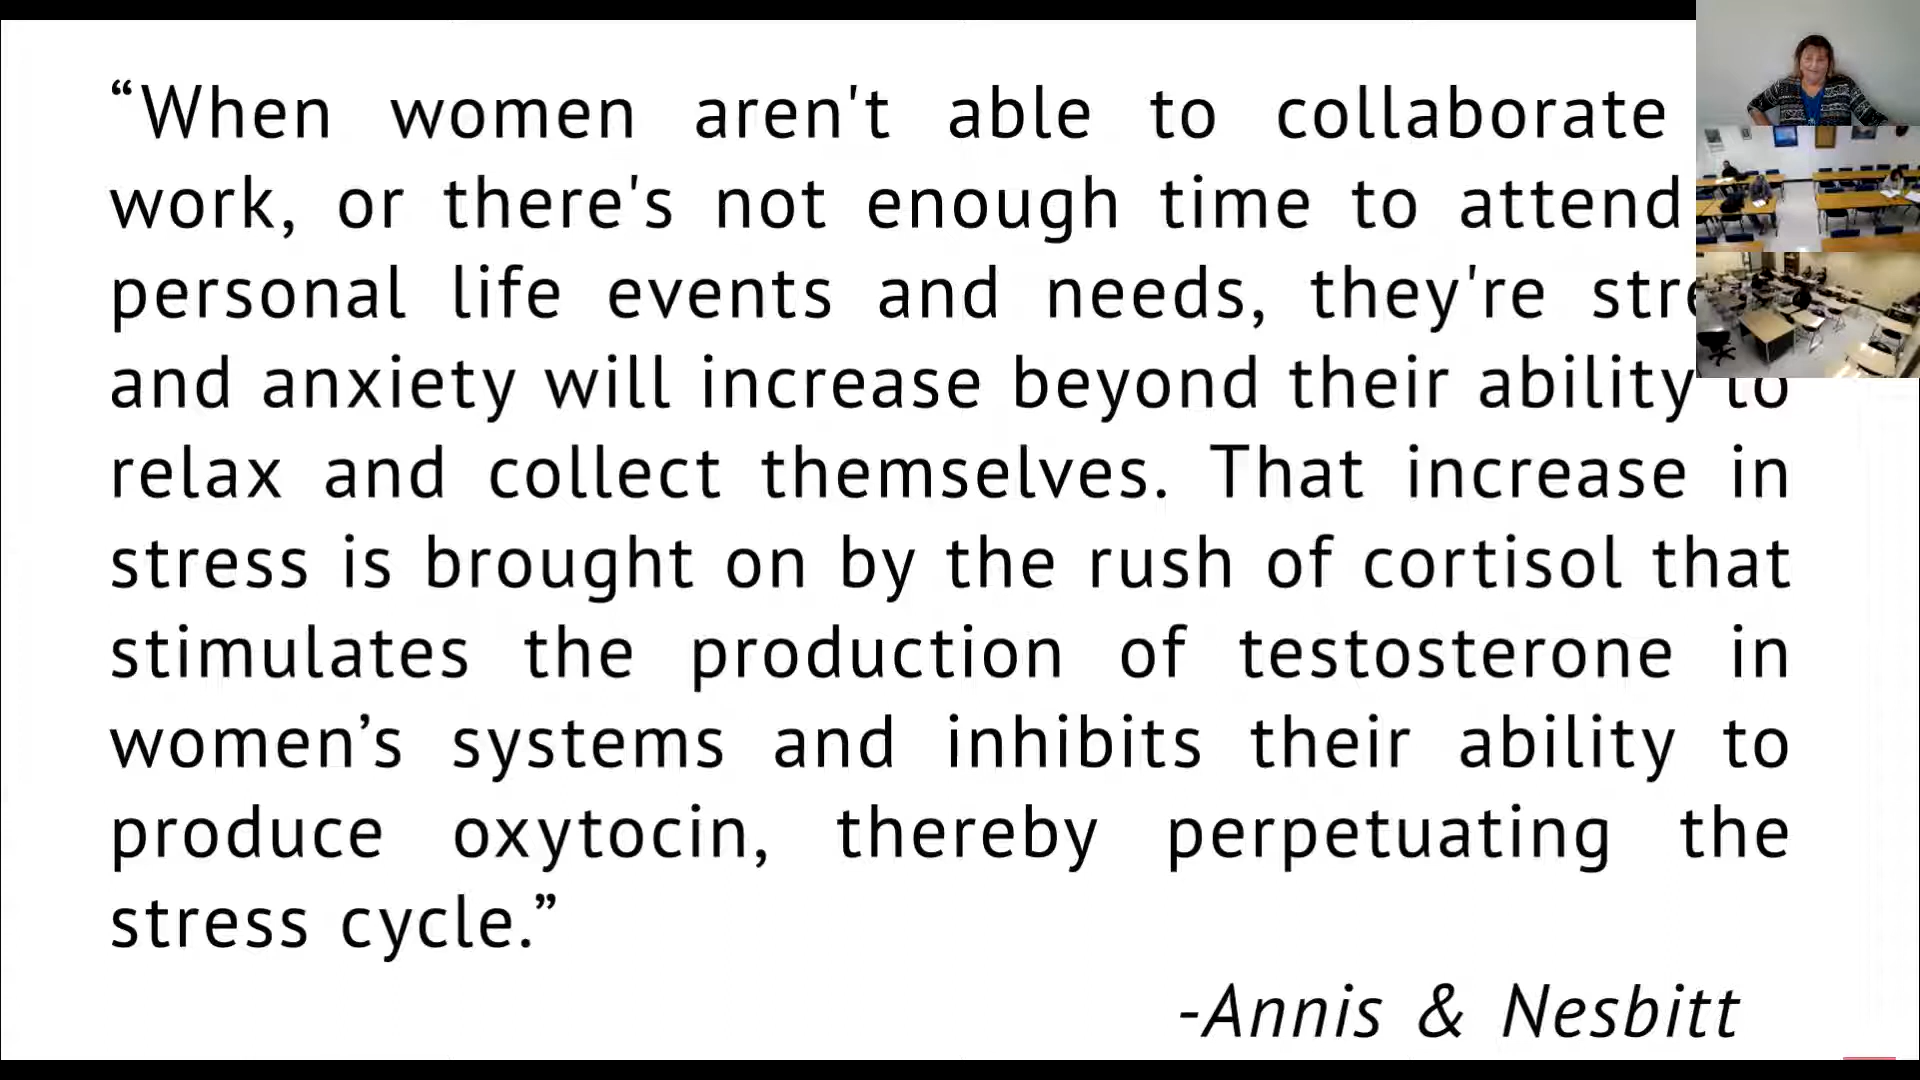 “When women aren't able to collaborate
work, or there's not enough time to attend
personal life events and needs, they're stre
and anxiety will increase beyond their ability to
relax and collect themselves. That increase in
stress is brought on by the rush of cortisol that
stimulates the production of testosterone in
women’s systems and inhibits their ability to
produce oxytocin, thereby perpetuating the
stress cycle.”
-Annis & Nesbitt